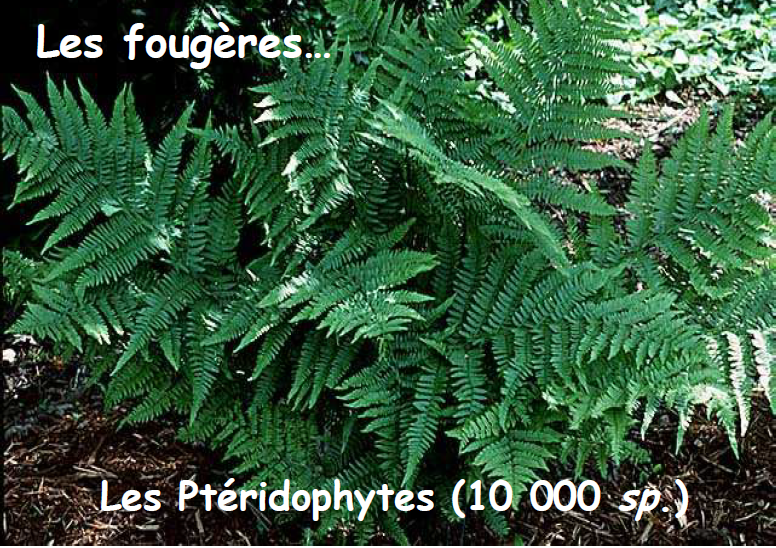 Les fougères…
Les Ptéridophytes (10 000 sp.)